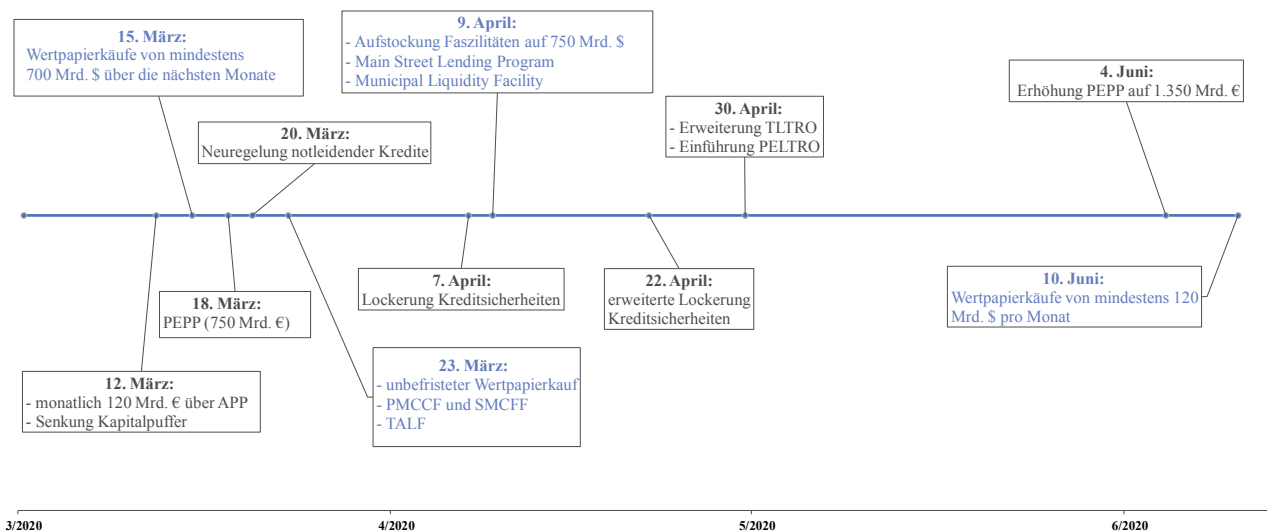 15. März:
Wertpapierkäufe von mindestens
700 Mrd. $ über die nächsten Monate
9. April:
- Aufstockung Faszilitäten auf 750 Mrd. $
- Main Street Lending Program
- Municipal Liquidity Facility
4. Juni:
Erhöhung PEPP auf 1.350 Mrd. €
30. April:
- Erweiterung TLTRO
- Einführung PELTRO
20. März:
Neuregelung notleidender Kredite
7. April:
Lockerung Kreditsicherheiten
22. April:
erweiterte Lockerung
Kreditsicherheiten
10. Juni:
Wertpapierkäufe von mindestens 120
Mrd. $ pro Monat
18. März:
PEPP (750 Mrd. €)
23. März:
- unbefristeter Wertpapierkauf
- PMCCF und SMCFF
- TALF
12. März:
- monatlich 120 Mrd. € über APP
- Senkung Kapitalpuffer
3/2020
4/2020
5/2020
6/2020